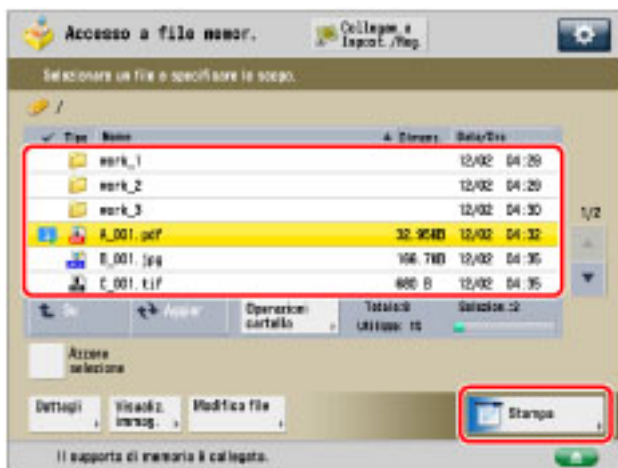 Accesso a file memor.
Collegam. a
Impost./Reg.
Selezionare un file o specificare lo scopo.
/
Tipo Nome Dimens. Data/Ora
work_1 12/02 04:29
work_2 12/02 04:29
work_3 12/02 04:30
1/2
A_001.pdf 32.95KB 12/02 04:32
B_001.jpg 166.7KB 12/02 04:35
C_001.tif 680 B 12/02 04:35
Su
Operazioni
cartella
Totale:8
Selezion.:2
Azzera
selezione
Dettagli
Visualiz.
immag.
Modifica file
Stampa
Il supporto di memoria è collegato.